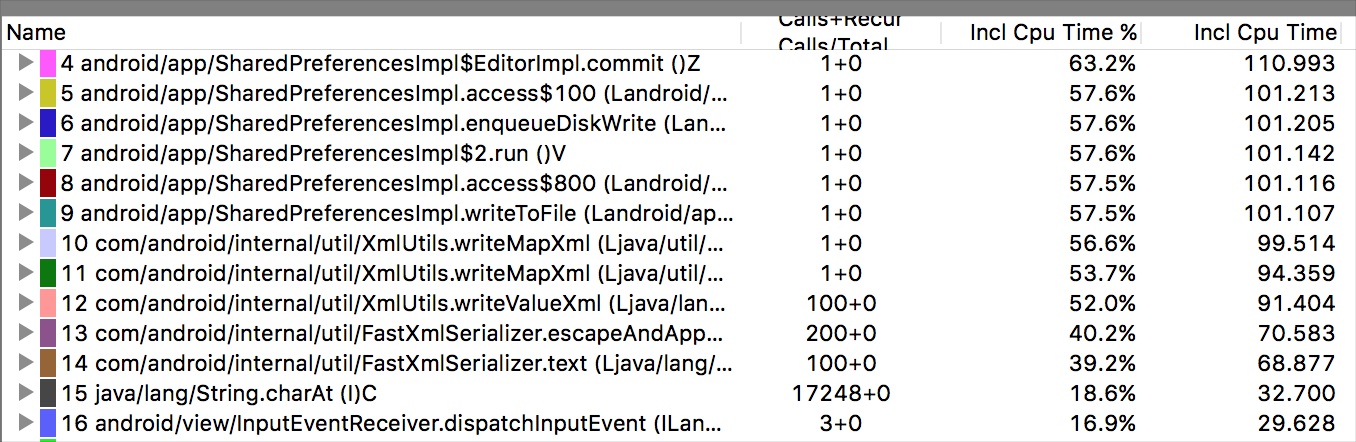 Name Calls+Recur Calls/Total Incl Cpu Time % Incl Cpu Time
4 android/app/SharedPreferencesImpl$EditorImpl.commit ()Z 1+0 63.2% 110.993
5 android/app/SharedPreferencesImpl.access$100 (Landroid/... 1+0 57.6% 101.213
6 android/app/SharedPreferencesImpl.enqueueDiskWrite (Lan... 1+0 57.6% 101.205
7 android/app/SharedPreferencesImpl$2.run ()V 1+0 57.6% 101.142
8 android/app/SharedPreferencesImpl.access$800 (Landroid/... 1+0 57.5% 101.116
9 android/app/SharedPreferencesImpl.writeToFile (Landroid/ap... 1+0 57.5% 101.107
10 com/android/internal/util/XmlUtils.writeMapXml (Ljava/util/... 1+0 56.6% 99.514
11 com/android/internal/util/XmlUtils.writeMapXml (Ljava/util/... 1+0 53.7% 94.359
12 com/android/internal/util/XmlUtils.writeValueXml (Ljava/lan... 100+0 52.0% 91.404
13 com/android/internal/util/FastXmlSerializer.escapeAndApp... 200+0 40.2% 70.583
14 com/android/internal/util/FastXmlSerializer.text (Ljava/lang/... 100+0 39.2% 68.877
15 java/lang/String.charAt (I)C 17248+0 18.6% 32.700
16 android/view/InputEventReceiver.dispatchInputEvent (ILan... 3+0 16.9% 29.628